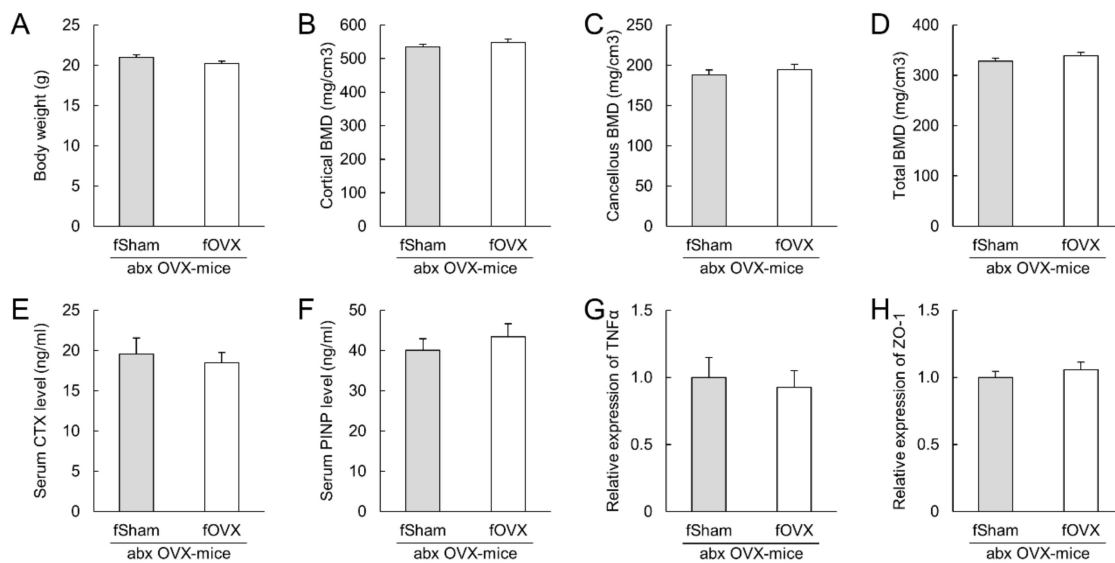 A
Body weight (g)
25
20
15
10
5
0
fSham
fOVX
abx OVX-mice
B
Cortical BMD (mg/cm3)
600
500
400
300
200
100
0
fSham
fOVX
abx OVX-mice
C
Cancellous BMD (mg/cm3)
250
200
150
100
50
0
fSham
fOVX
abx OVX-mice
D
Total BMD (mg/cm3)
400
300
200
100
0
fSham
fOVX
abx OVX-mice
E
Serum CTX level (ng/ml)
25
20
15
10
5
0
fSham
fOVX
abx OVX-mice
F
Serum PINP level (ng/ml)
50
40
30
20
10
0
fSham
fOVX
abx OVX-mice
G
Relative expression of TNFα
1.5
1.0
0.5
0
fSham
fOVX
abx OVX-mice
H
Relative expression of ZO-1
1.5
1.0
0.5
0
fSham
fOVX
abx OVX-mice